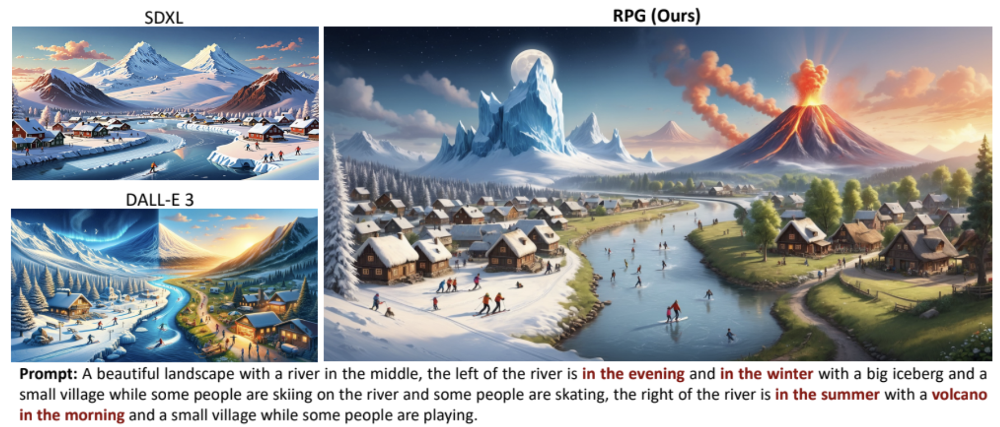 SDXL
RPG (Ours)
DALL-E 3
Prompt: A beautiful landscape with a river in the middle, the left of the river is in the evening and in the winter with a big iceberg and a
small village while some people are skiing on the river and some people are skating, the right of the river is in the summer with a volcano
in the morning and a small village while some people are playing.